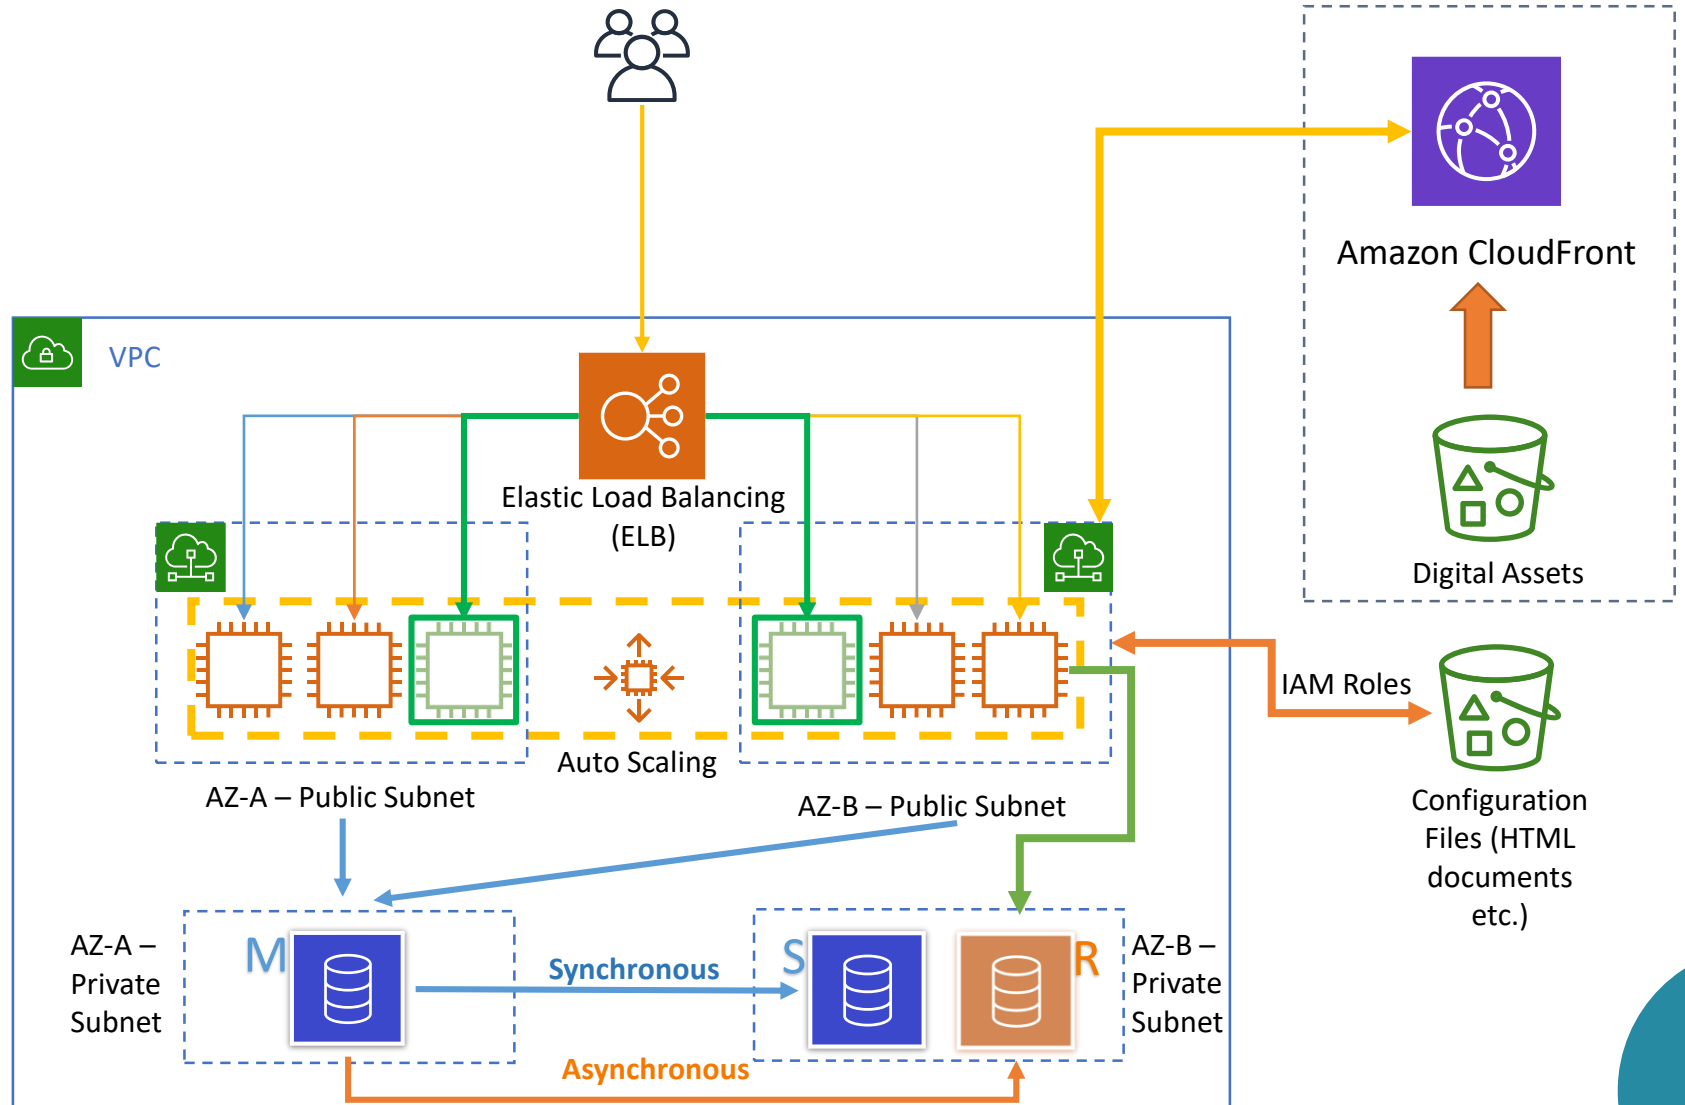 Amazon CloudFront
VPC
Elastic Load Balancing
(ELB)
Digital Assets
IAM Roles
Auto Scaling
AZ-A – Public Subnet
AZ-B – Public Subnet
Configuration
Files (HTML
documents
etc.)
AZ-A –
Private
Subnet
M
Synchronous
S
R
AZ-B –
Private
Subnet
Asynchronous